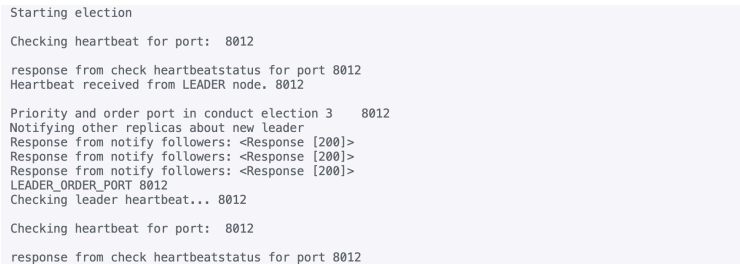 Starting election
Checking heartbeat for port:  8012
response from check heartbeatstatus for port 8012
Heartbeat received from LEADER node. 8012
Priority and order port in conduct election 3    8012
Notifying other replicas about new leader
Response from notify followers: <Response [200]>
Response from notify followers: <Response [200]>
Response from notify followers: <Response [200]>
LEADER_ORDER_PORT 8012
Checking leader heartbeat... 8012
Checking heartbeat for port:  8012
response from check heartbeatstatus for port 8012